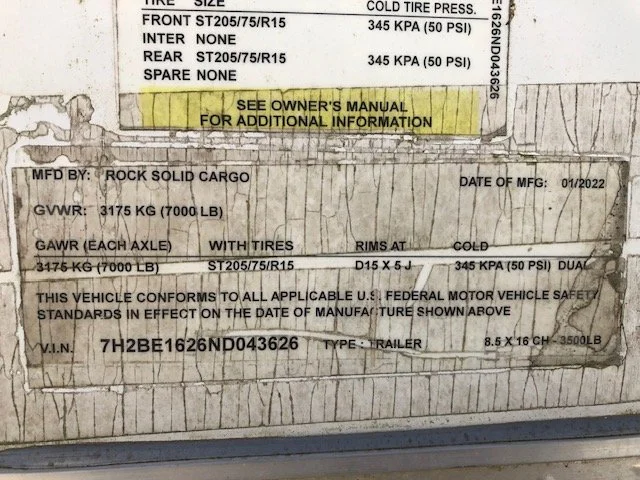 TIRE SIZE COLD TIRE PRESS.
FRONT ST205/75/R15 345 KPA (50 PSI)
INTER NONE
REAR ST205/75/R15 345 KPA (50 PSI)
SPARE NONE
SEE OWNER'S MANUAL
FOR ADDITIONAL INFORMATION
E1626ND043626
MFD BY: ROCK SOLID CARGO DATE OF MFG: 01/2022
GVWR: 3175 KG (7000 LB)
GAWR (EACH AXLE) WITH TIRES RIMS AT COLD
3175 KG (7000 LB) ST205/75/R15 D15 X 5 J 345 KPA (50 PSI) DUAL
THIS VEHICLE CONFORMS TO ALL APPLICABLE U.S. FEDERAL MOTOR VEHICLE SAFETY
STANDARDS IN EFFECT ON THE DATE OF MANUFACTURE SHOWN ABOVE
V.I.N. 7H2BE1626ND043626 TYPE : TRAILER 8.5 X 16 CH - 3500LB